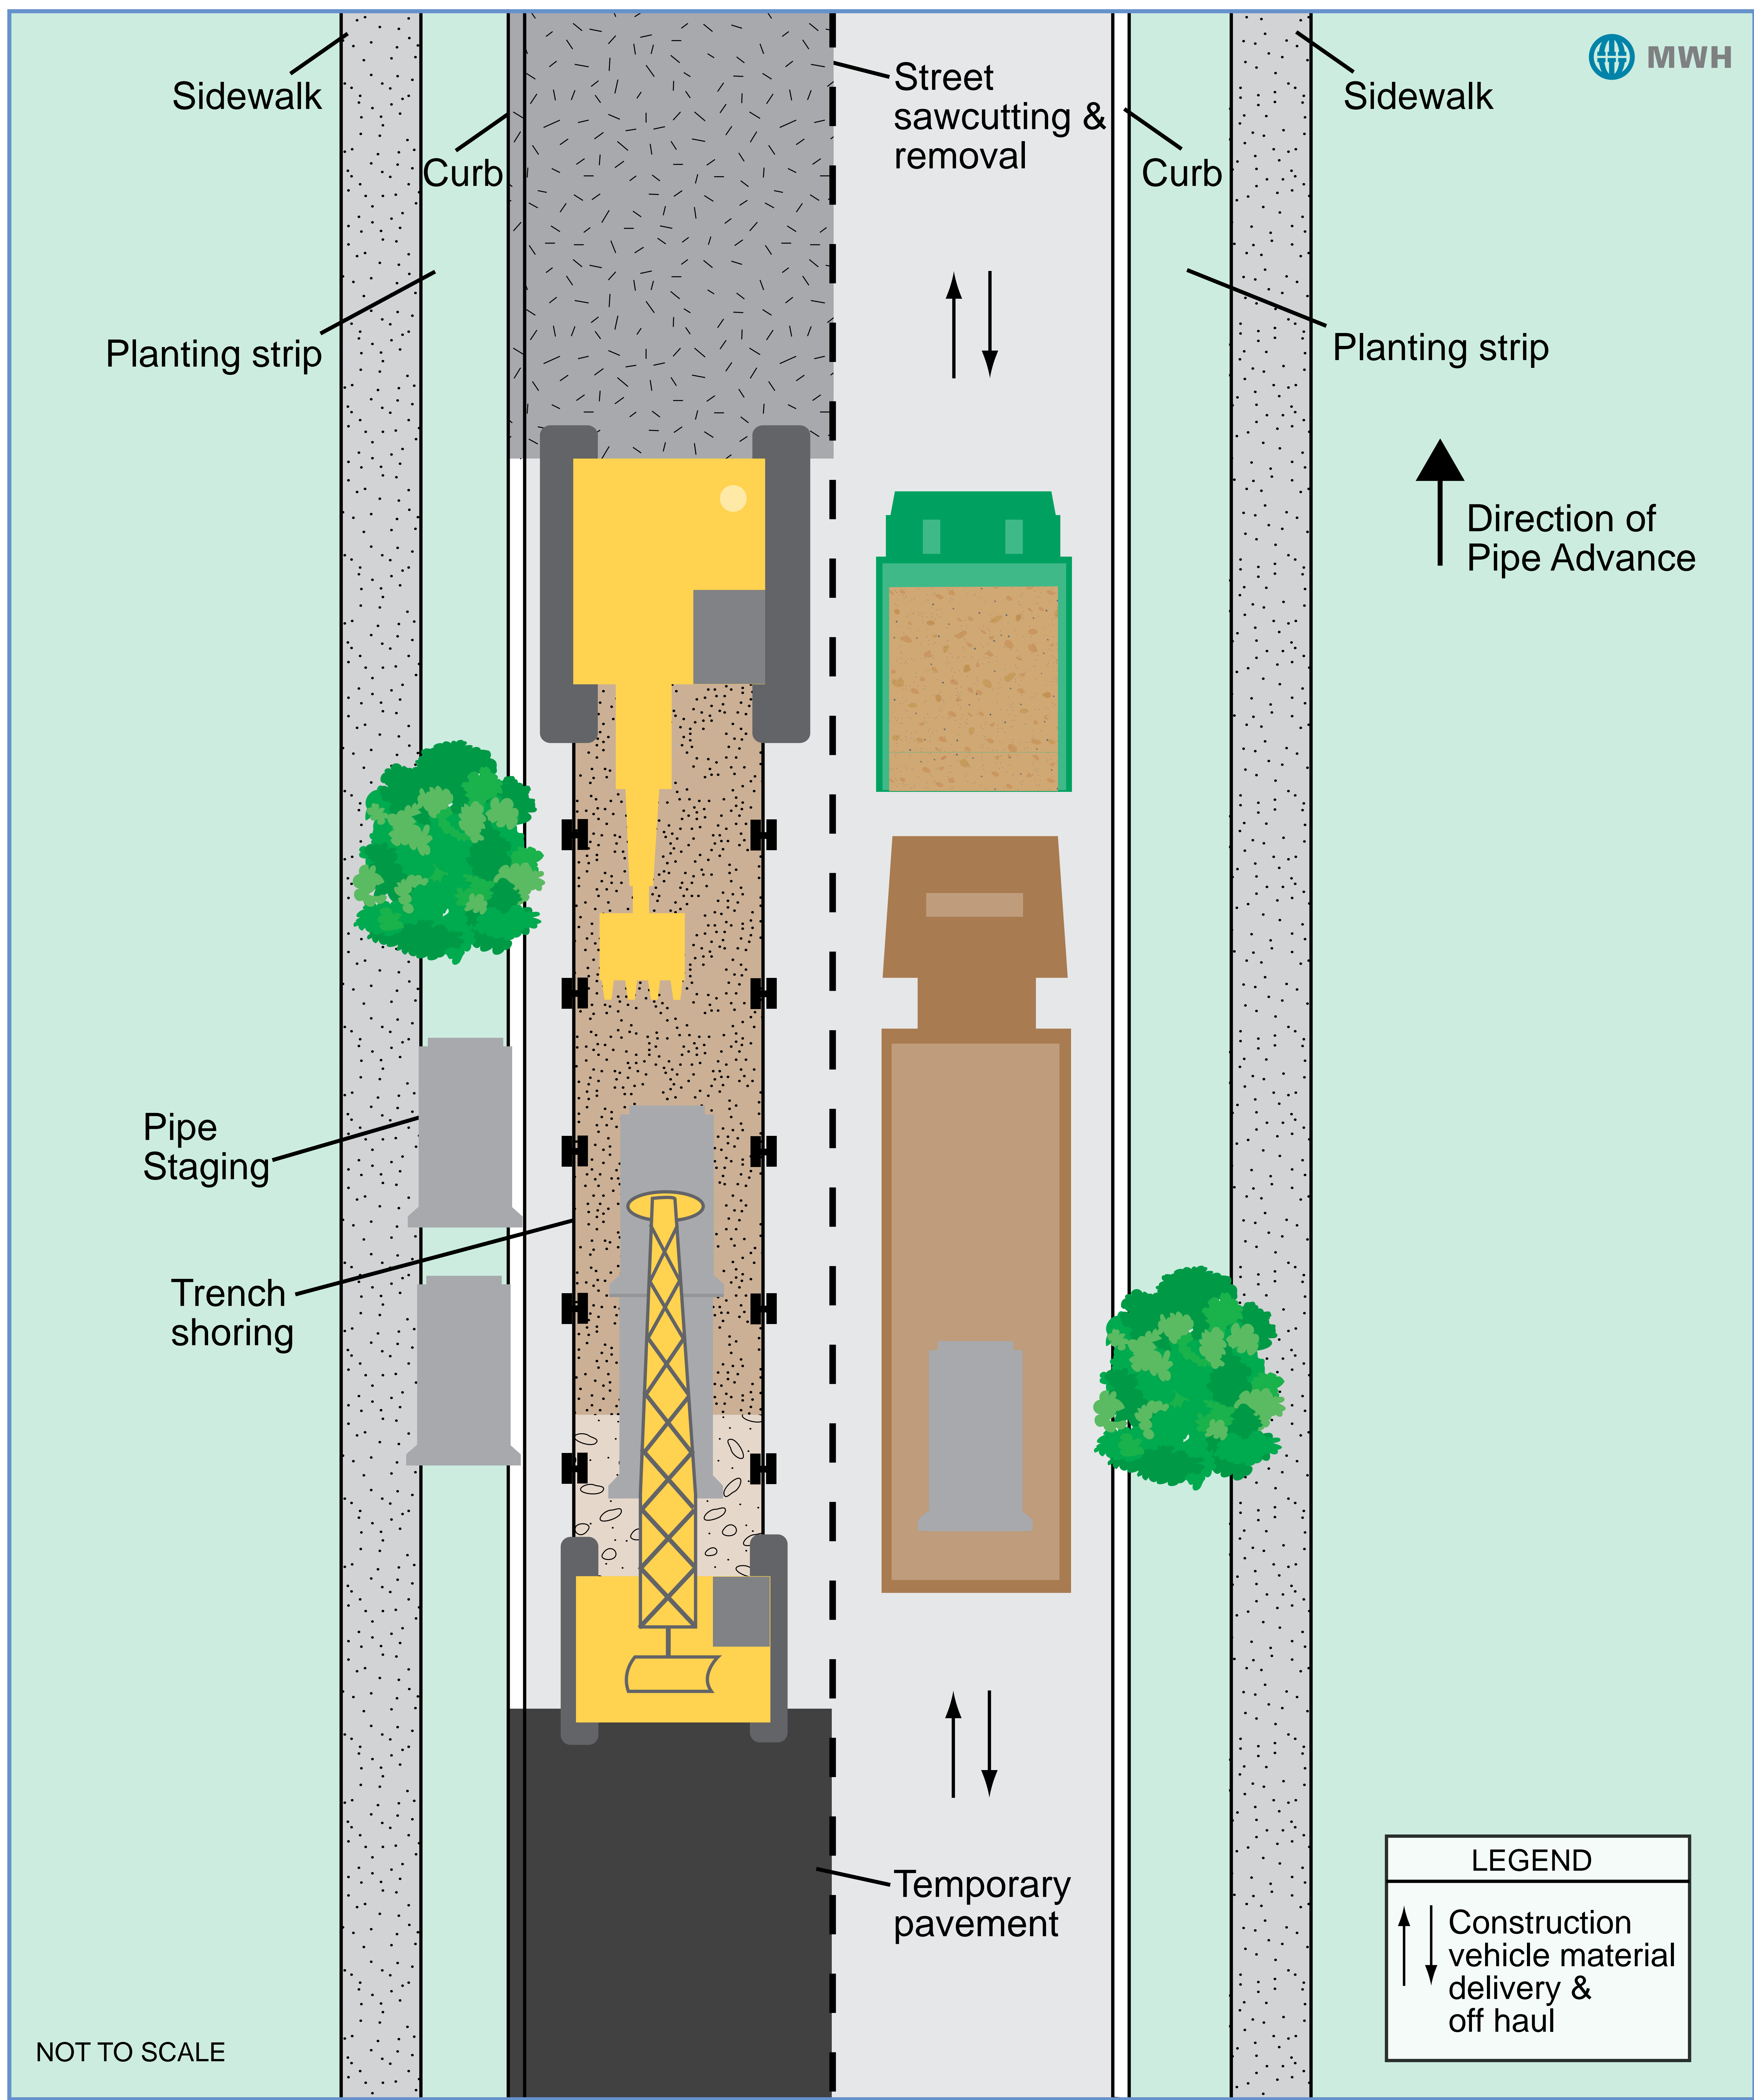 MWH
Sidewalk
Street
sawcutting &
removal
Sidewalk
Curb
Curb
Planting strip
Planting strip
Direction of
Pipe Advance
Pipe
Staging
Trench
shoring
Temporary
pavement
LEGEND
Construction
vehicle material
delivery &
off haul
NOT TO SCALE